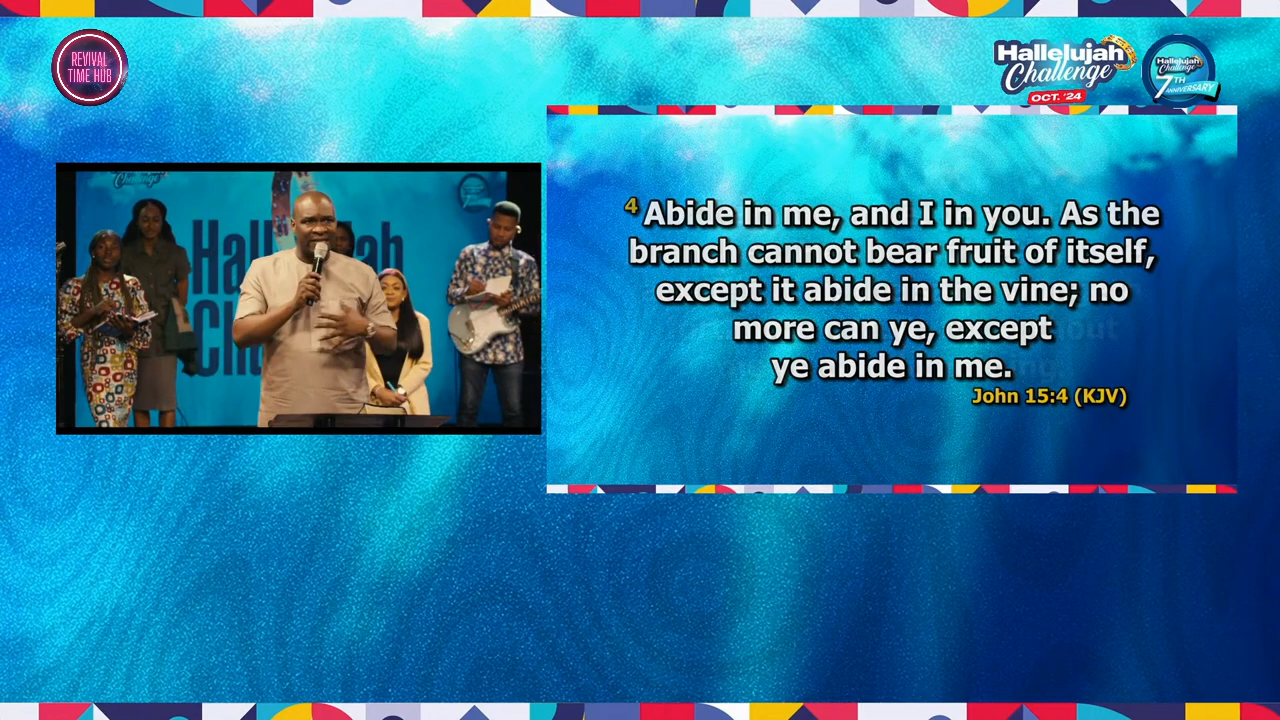 REVIVAL
TIME HUB
Hallelujah
Challenge
OCT. '24
Hallelujah
Challenge
7TH
ANNIVERSARY
4 Abide in me, and I in you. As the
branch cannot bear fruit of itself,
except it abide in the vine; no
more can ye, except
ye abide in me.
John 15:4 (KJV)